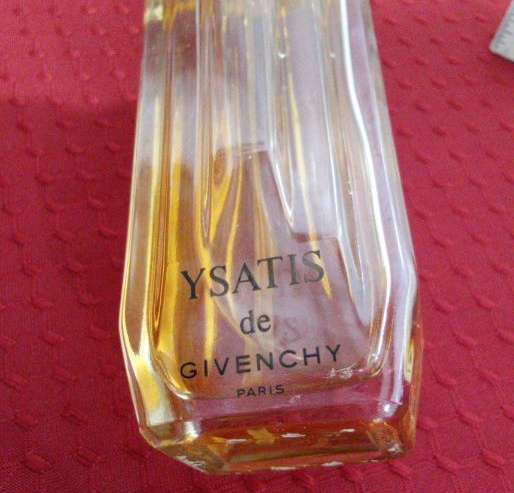 YSATIS
de
GIVENCHY
PARIS